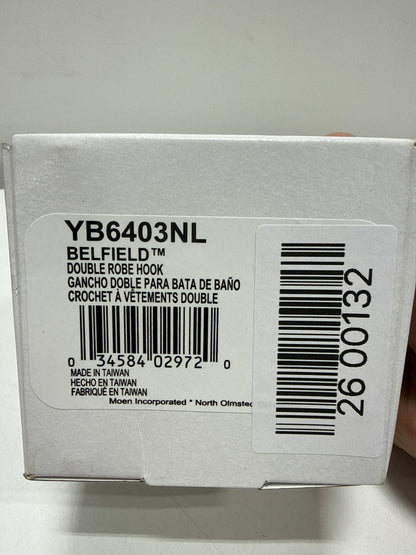 YB6403NL
BELFIELD™
DOUBLE ROBE HOOK
GANCHO DOBLE PARA BATA DE BAÑO
CROCHET À VÊTEMENTS DOUBLE
0 34584 02972 0
MADE IN TAIWAN
HECHO EN TAIWAN
FABRIQUÉ EN TAIWAN
Moen Incorporated * North Olmsted
26 00132